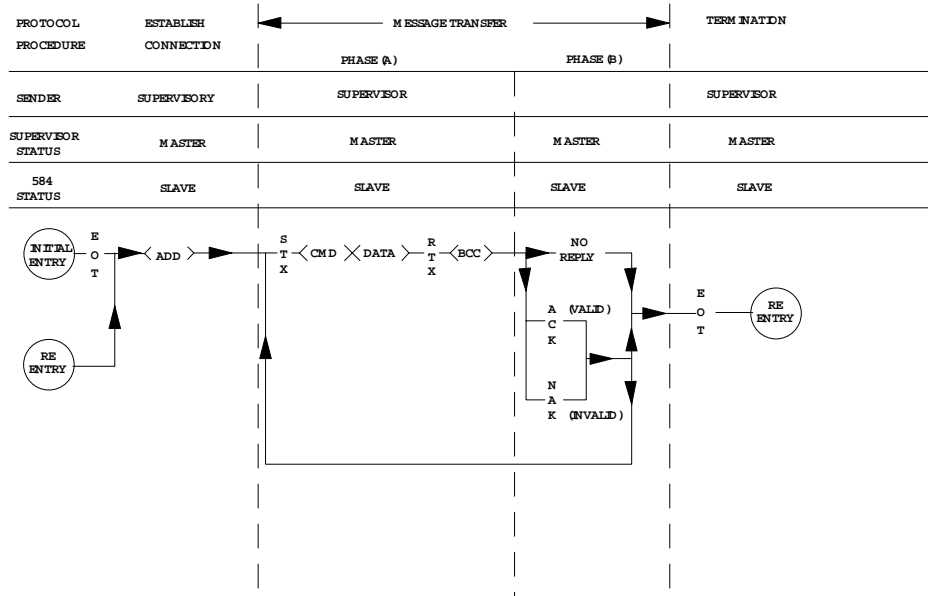 PROTOCOL PROCEDURE
ESTABLISH CONNECTION
MESSAGE TRANSFER
TERMINATION
PHASE (A)
PHASE (B)
SENDER
SUPERVISORY
SUPERVISOR
SUPERVISOR
SUPERVISOR STATUS
MASTER
MASTER
MASTER
MASTER
584 STATUS
SLAVE
SLAVE
SLAVE
SLAVE
INITIAL ENTRY
EOT
ADD
STX
CMD
DATA
RTX
BCC
NO REPLY
ACK (VALID)
NAK (INVALID)
EOT
RE ENTRY
RE ENTRY